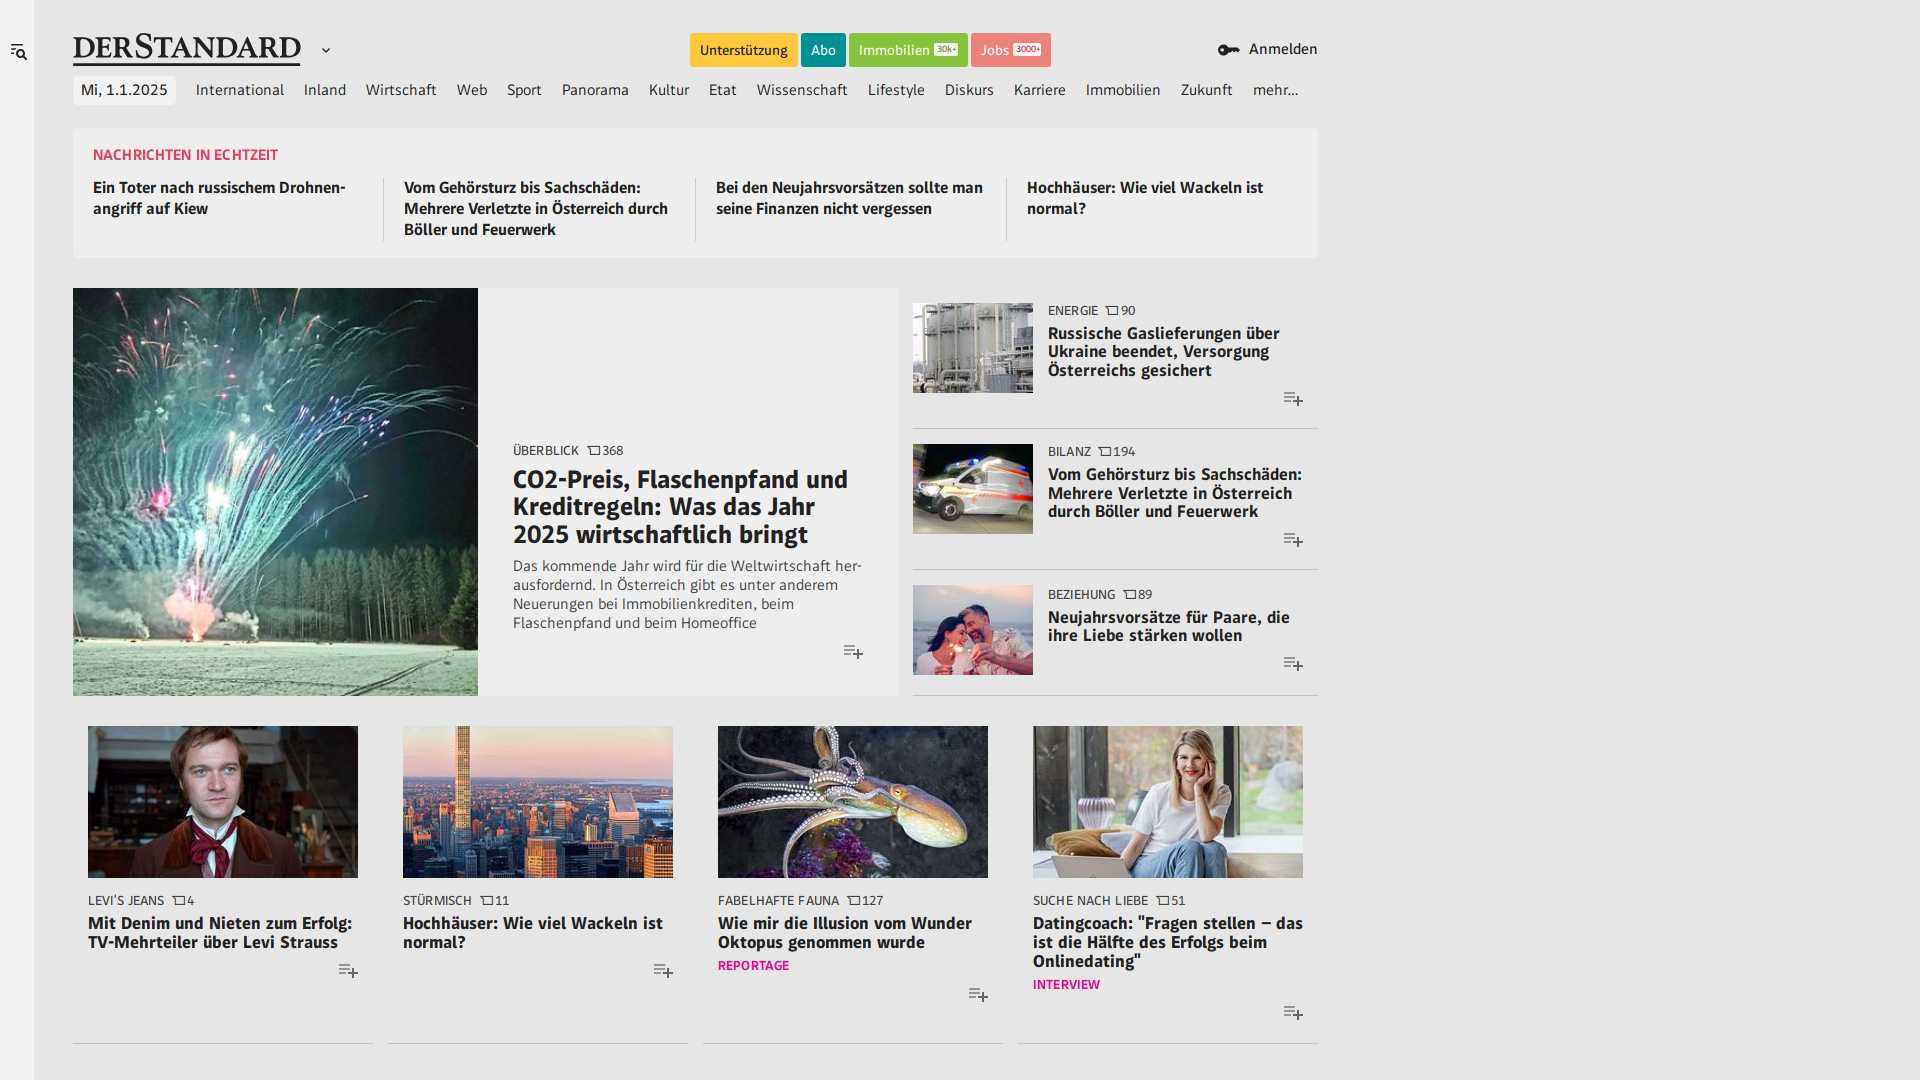 DERSTANDARD
Unterstützung
Abo
Immobilien 30k+
Jobs 3000+
Anmelden
Mi, 1.1.2025 International Inland Wirtschaft Web Sport Panorama Kultur Etat Wissenschaft Lifestyle Diskurs Karriere Immobilien Zukunft mehr…
NACHRICHTEN IN ECHTZEIT
Ein Toter nach russischem Drohnen-
angriff auf Kiew
Vom Gehörsturz bis Sachschäden:
Mehrere Verletzte in Österreich durch
Böller und Feuerwerk
Bei den Neujahrsvorsätzen sollte man
seine Finanzen nicht vergessen
Hochhäuser: Wie viel Wackeln ist
normal?
ÜBERBLICK 368
CO2-Preis, Flaschenpfand und
Kreditregeln: Was das Jahr
2025 wirtschaftlich bringt
Das kommende Jahr wird für die Weltwirtschaft her-
ausfordernd. In Österreich gibt es unter anderem
Neuerungen bei Immobilienkrediten, beim
Flaschenpfand und beim Homeoffice
ENERGIE 90
Russische Gaslieferungen über
Ukraine beendet, Versorgung
Österreichs gesichert
BILANZ 194
Vom Gehörsturz bis Sachschäden:
Mehrere Verletzte in Österreich
durch Böller und Feuerwerk
BEZIEHUNG 89
Neujahrsvorsätze für Paare, die
ihre Liebe stärken wollen
LEVI'S JEANS 4
Mit Denim und Nieten zum Erfolg:
TV-Mehrteiler über Levi Strauss
STÜRMISCH 11
Hochhäuser: Wie viel Wackeln ist
normal?
FABELHAFTE FAUNA 127
Wie mir die Illusion vom Wunder
Oktopus genommen wurde
REPORTAGE
SUCHE NACH LIEBE 51
Datingcoach: "Fragen stellen – das
ist die Hälfte des Erfolgs beim
Onlinedating"
INTERVIEW